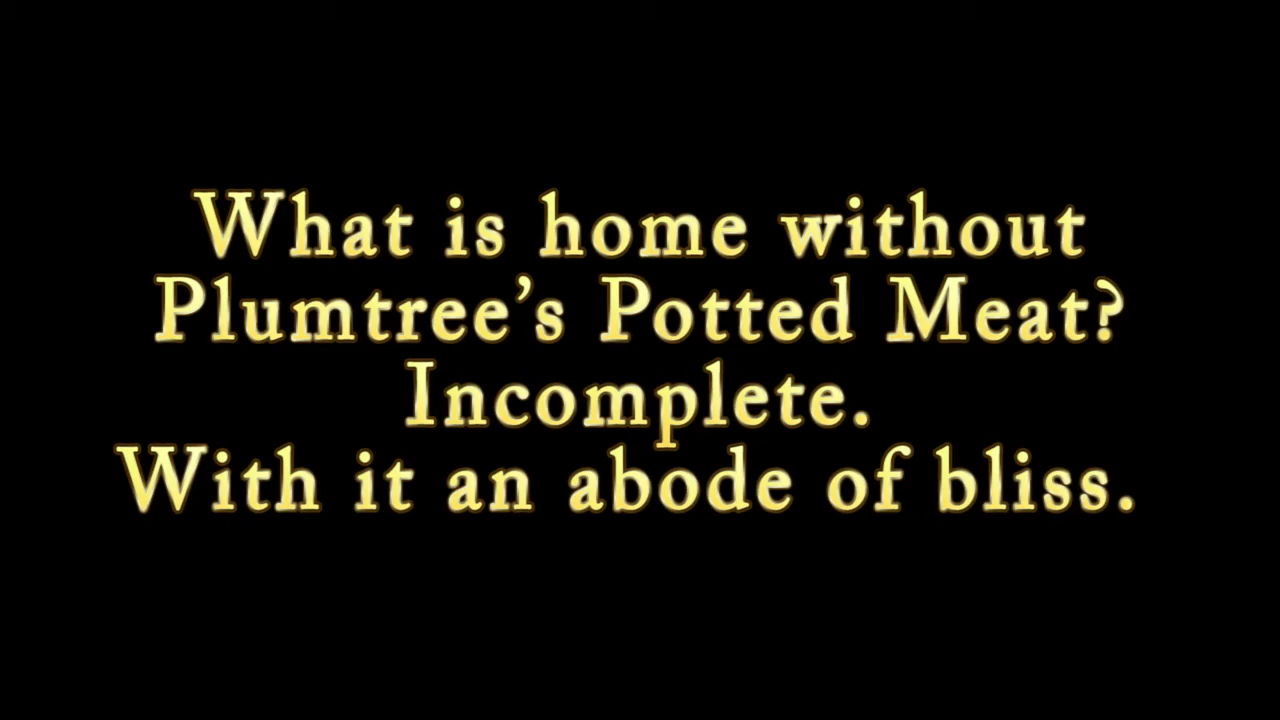 What is home without
Plumtree’s Potted Meat?
Incomplete.
With it an abode of bliss.